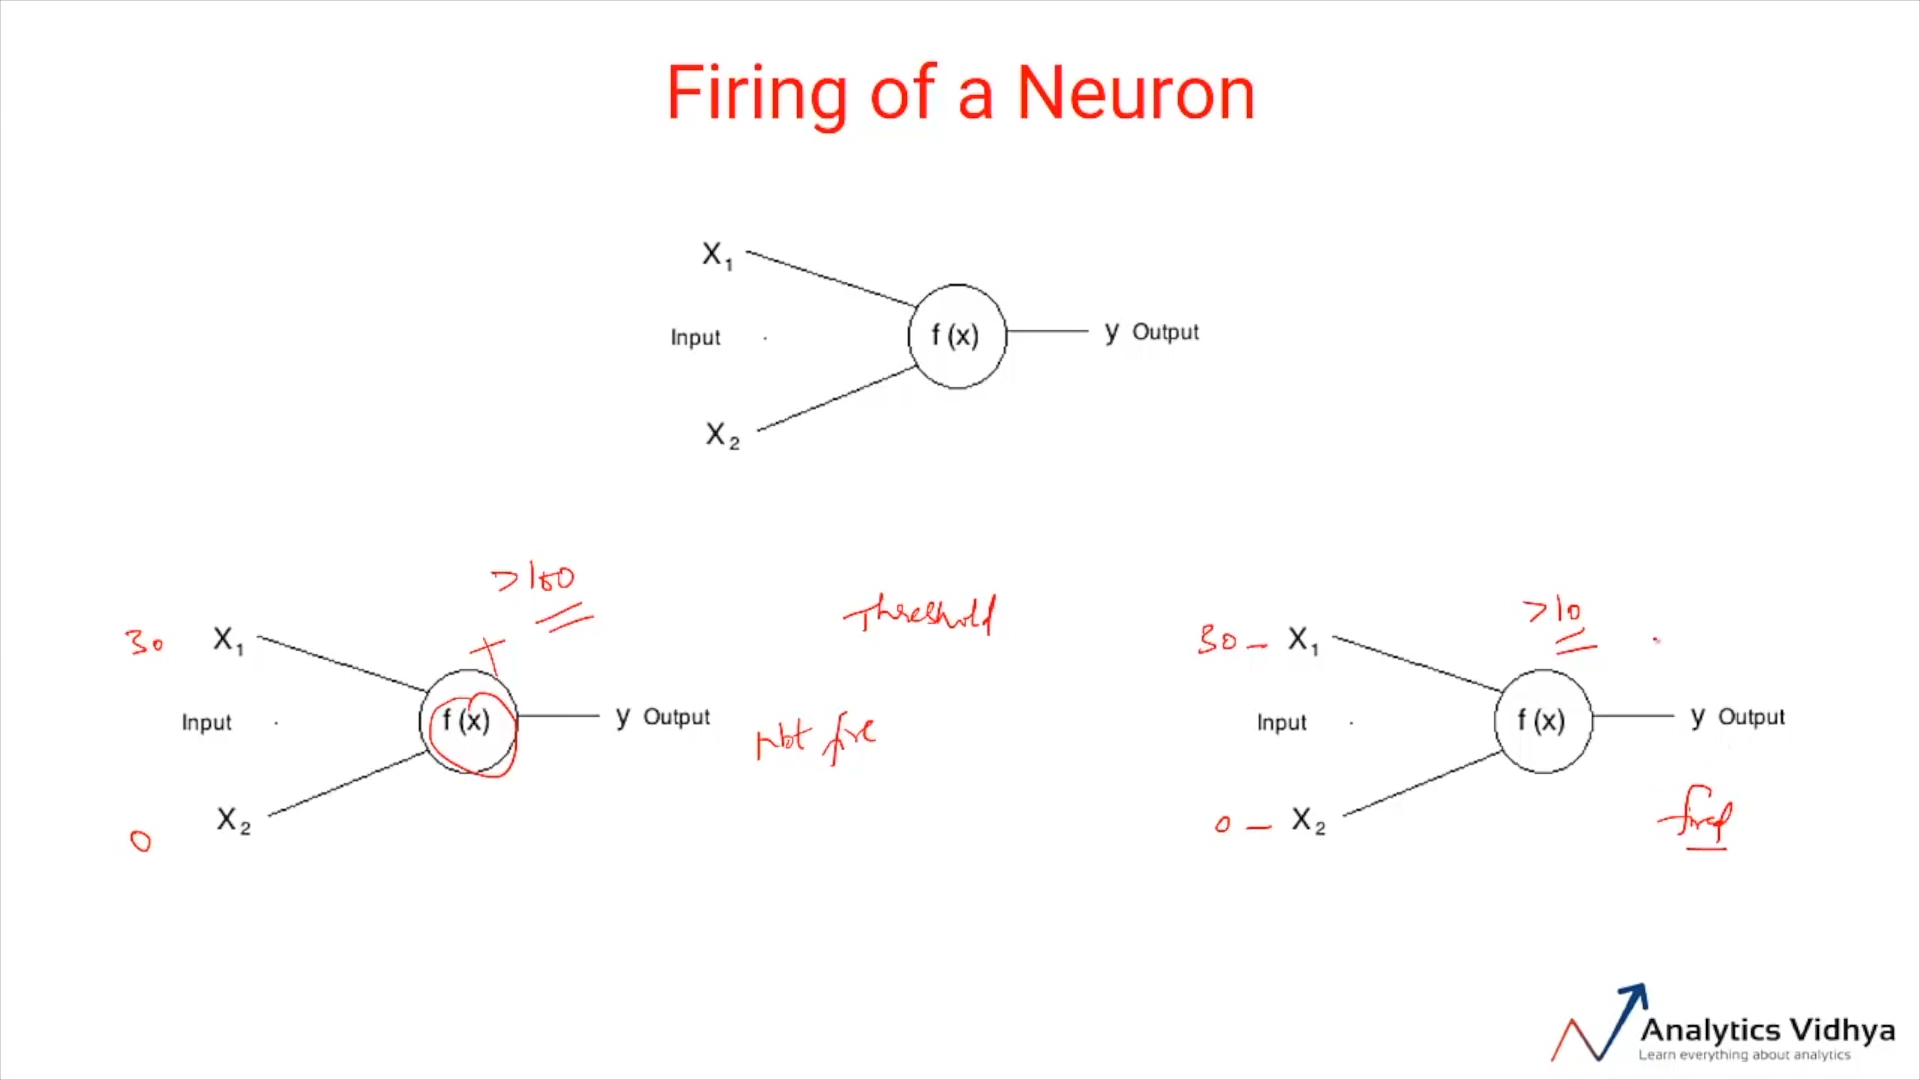 Firing of a Neuron
X1
Input
f (x)
y Output
X2
>100
Threshold
30 X1
Input
f (x)
y Output
Not fire
0 X2
>10
30 – X1
Input
f (x)
y Output
0 – X2
fired
Analytics Vidhya
Learn everything about analytics